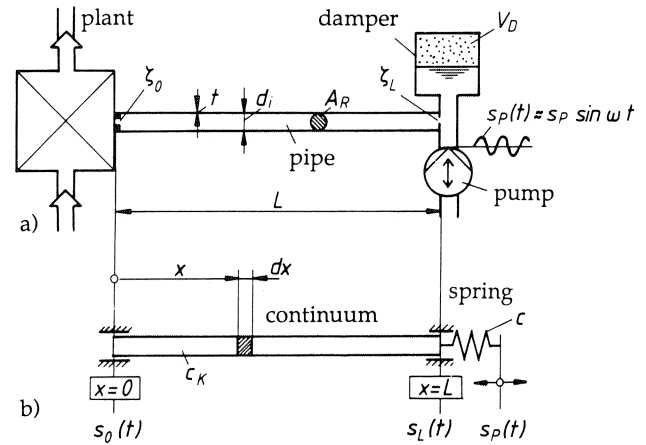 plant
damper
V_D
ζ_0
t
d_i
A_R
ζ_L
s_P(t) ≈ s_P sin ω t
pipe
pump
L
a)
x
dx
spring
continuum
c
c_K
x=0
x=L
b)
s_0(t)
s_L(t)
s_P(t)